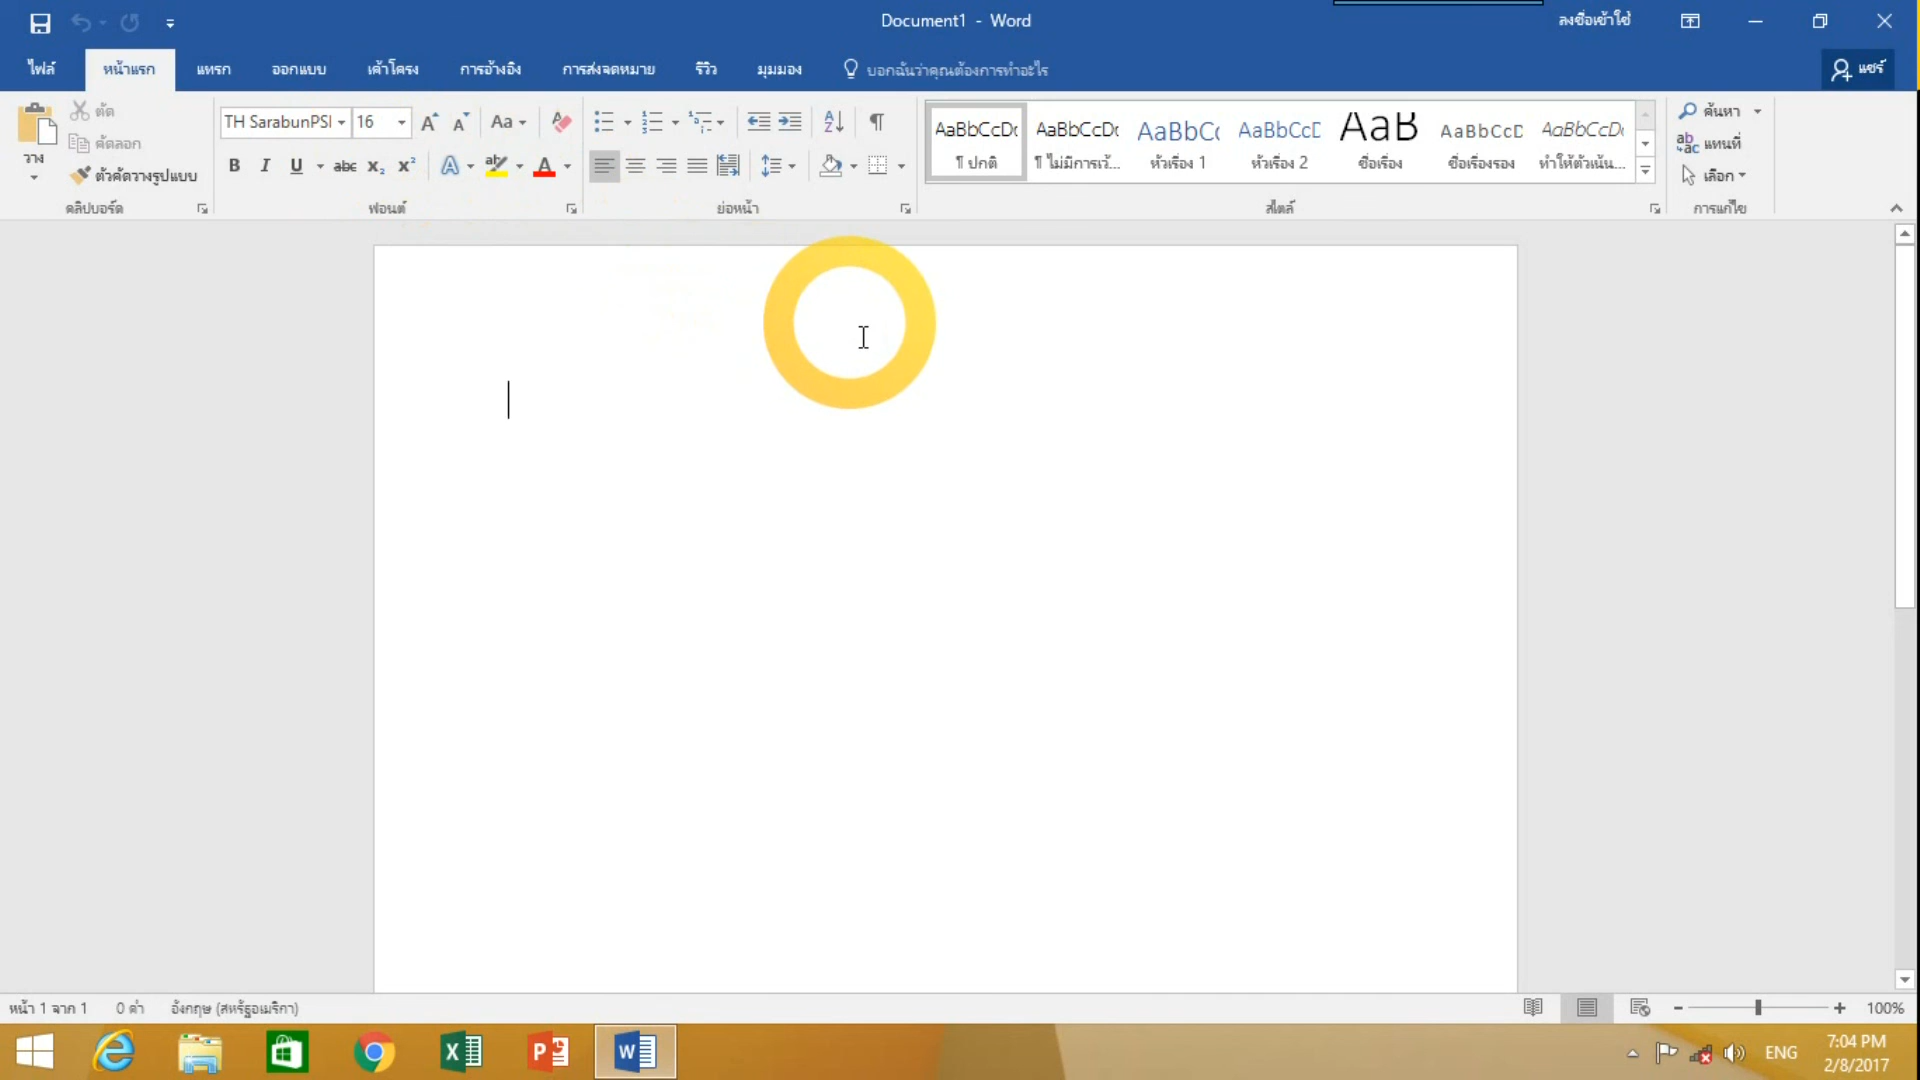 Document1 - Word
ลงชื่อเข้าใช้
ไฟล์ หน้าแรก แทรก ออกแบบ เค้าโครง การอ้างอิง การส่งจดหมาย รีวิว มุมมอง บอกฉันว่าคุณต้องการทำอะไร แชร์
วาง
ตัด
คัดลอก
ตัวคัดวางรูปแบบ
คลิปบอร์ด
TH SarabunPSI 16
Aa
B I U abc X₂ X² A aby A
ฟอนต์
ย่อหน้า
AaBbCcDc AaBbCcDc AaBbCc AaBbCcD AaB AaBbCcD AaBbCcDc
¶ ปกติ ¶ ไม่มีการเว้... หัวเรื่อง 1 หัวเรื่อง 2 ชื่อเรื่อง ชื่อเรื่องรอง ทำให้ตัวเน้น...
สไตล์
ค้นหา
แทนที่
เลือก
การแก้ไข
หน้า 1 จาก 1 0 คำ อังกฤษ (สหรัฐอเมริกา) 100%
ENG
7:04 PM
2/8/2017